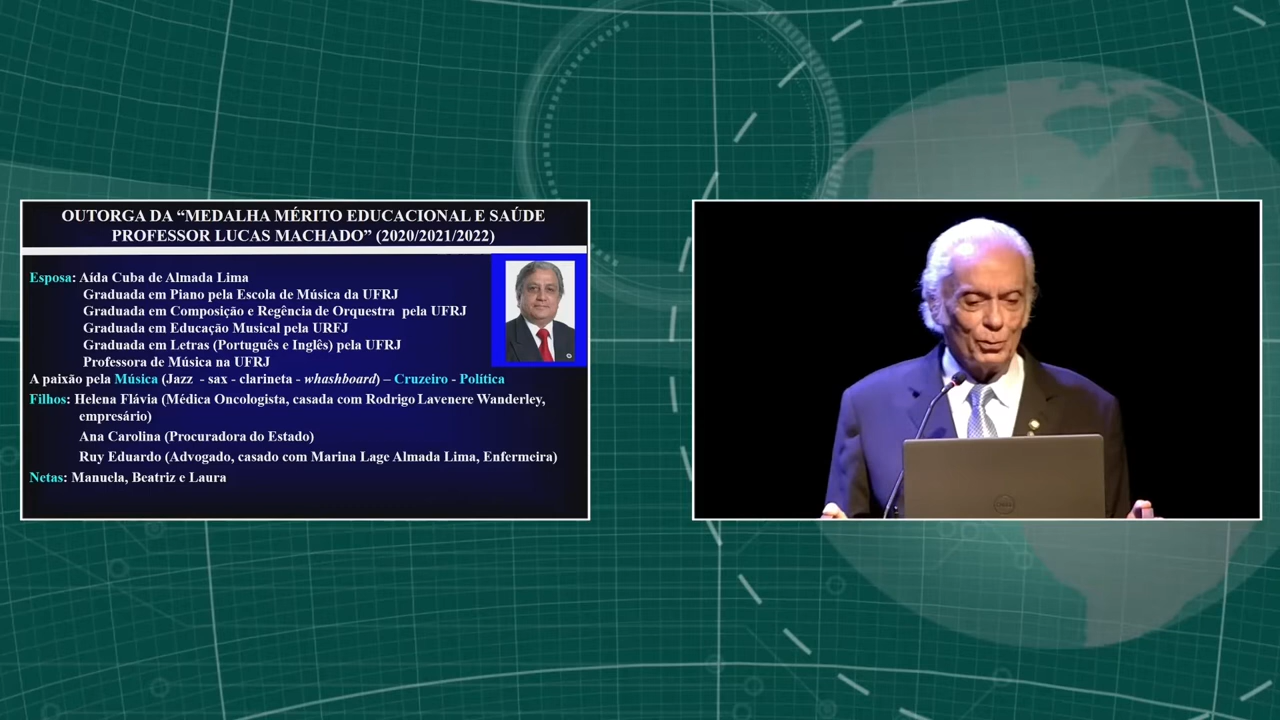 OUTORGA DA “MEDALHA MÉRITO EDUCACIONAL E SAÚDE
PROFESSOR LUCAS MACHADO” (2020/2021/2022)
Esposa: Aída Cuba de Almada Lima
Graduada em Piano pela Escola de Música da UFRJ
Graduada em Composição e Regência de Orquestra pela UFRJ
Graduada em Educação Musical pela URFJ
Graduada em Letras (Português e Inglês) pela UFRJ
Professora de Música na UFRJ
A paixão pela Música (Jazz - sax - clarineta - whashboard) – Cruzeiro - Política
Filhos: Helena Flávia (Médica Oncologista, casada com Rodrigo Lavenere Wanderley,
empresário)
Ana Carolina (Procuradora do Estado)
Ruy Eduardo (Advogado, casado com Marina Lage Almada Lima, Enfermeira)
Netas: Manuela, Beatriz e Laura
DELL